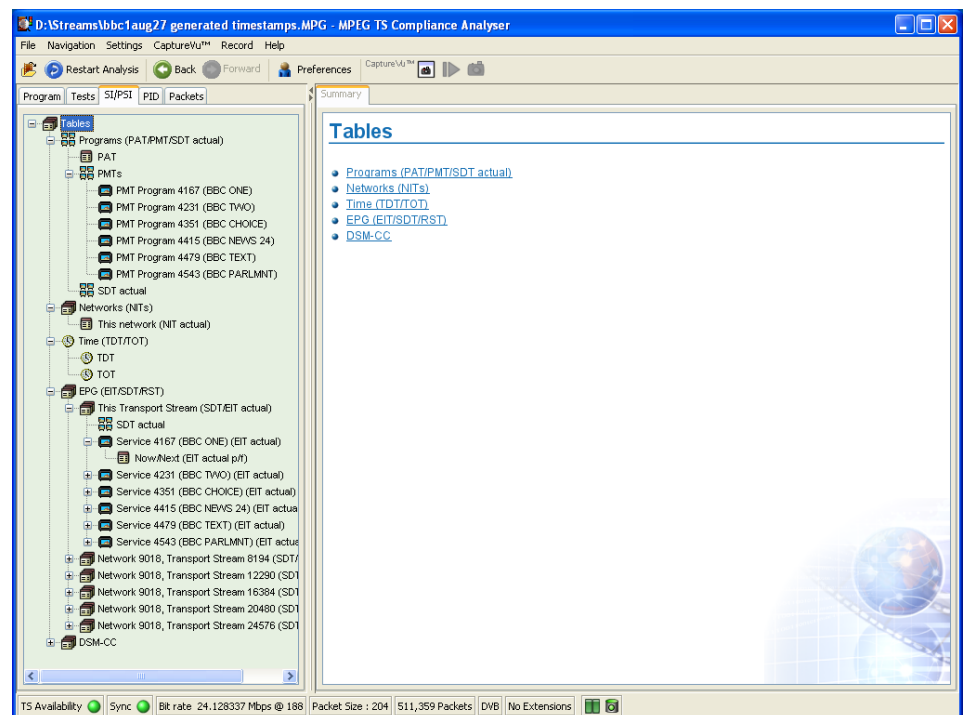 D:\Streams\bbc1aug27 generated timestamps.MPG - MPEG TS Compliance Analyser
File Navigation Settings CaptureVu™ Record Help
Restart Analysis Back Forward Preferences CaptureVu™
Program Tests SI/PSI PID Packets
Summary
Tables
Programs (PAT/PMT/SDT actual)
PAT
PMTs
PMT Program 4167 (BBC ONE)
PMT Program 4231 (BBC TWO)
PMT Program 4351 (BBC CHOICE)
PMT Program 4415 (BBC NEWS 24)
PMT Program 4479 (BBC TEXT)
PMT Program 4543 (BBC PARLMNT)
SDT actual
Networks (NITs)
This network (NIT actual)
Time (TDT/TOT)
TDT
TOT
EPG (EIT/SDT/RST)
This Transport Stream (SDT/EIT actual)
SDT actual
Service 4167 (BBC ONE) (EIT actual)
Now/Next (EIT actual p/f)
Service 4231 (BBC TWO) (EIT actual)
Service 4351 (BBC CHOICE) (EIT actual)
Service 4415 (BBC NEWS 24) (EIT actua
Service 4479 (BBC TEXT) (EIT actual)
Service 4543 (BBC PARLMNT) (EIT actua
Network 9018, Transport Stream 8194 (SDT/
Network 9018, Transport Stream 12290 (SDT
Network 9018, Transport Stream 16384 (SDT
Network 9018, Transport Stream 20480 (SDT
Network 9018, Transport Stream 24576 (SDT
DSM-CC
Tables
Programs (PAT/PMT/SDT actual)
Networks (NITs)
Time (TDT/TOT)
EPG (EIT/SDT/RST)
DSM-CC
TS Availability Sync Bit rate 24.128337 Mbps @ 188 Packet Size : 204 511,359 Packets DVB No Extensions